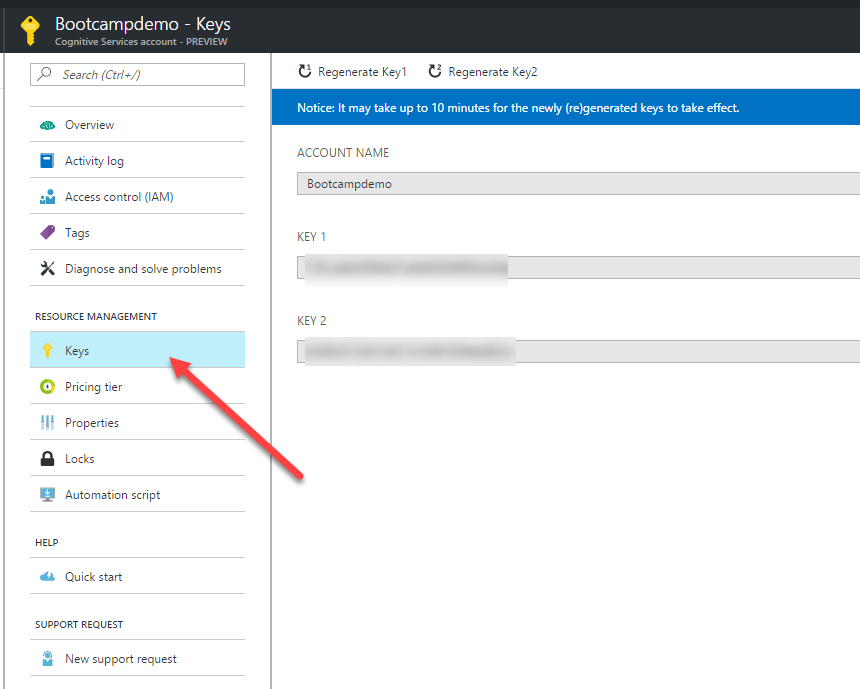 Bootcampdemo - Keys
Cognitive Services account - PREVIEW
Search (Ctrl+/)
Overview
Activity log
Access control (IAM)
Tags
Diagnose and solve problems
RESOURCE MANAGEMENT
Keys
Pricing tier
Properties
Locks
Automation script
HELP
Quick start
SUPPORT REQUEST
New support request
Regenerate Key1
Regenerate Key2
Notice: It may take up to 10 minutes for the newly (re)generated keys to take effect.
ACCOUNT NAME
Bootcampdemo
KEY 1
KEY 2